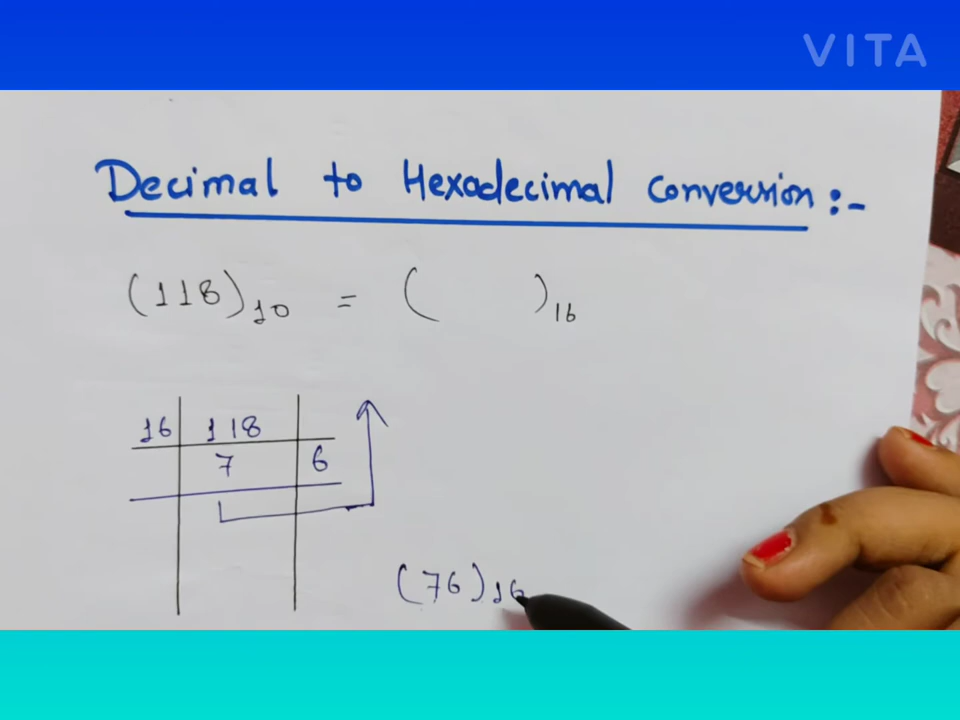 VITA
Decimal to Hexadecimal conversion :-
(118)10 = ( )16
16 118
7 6
(76)16